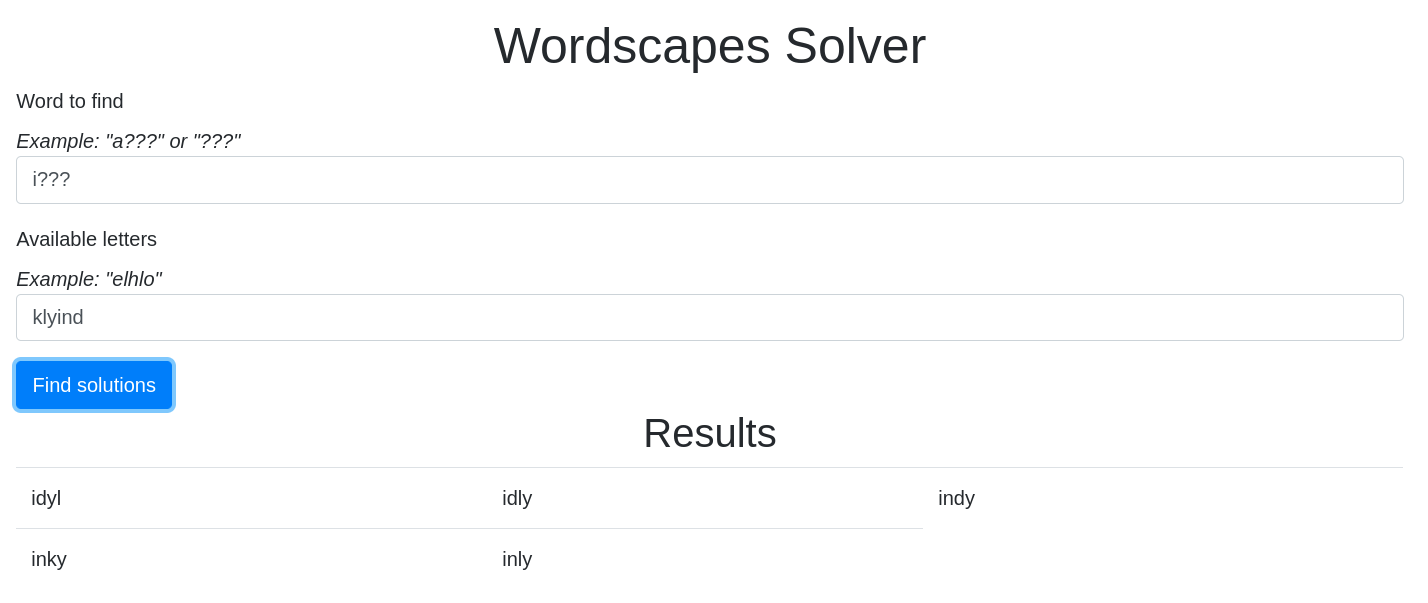 Wordscapes Solver
Word to find
Example: "a???" or "???"
i???
Available letters
Example: "elhlo"
klyind
Find solutions
Results
idyl idly indy
inky inly